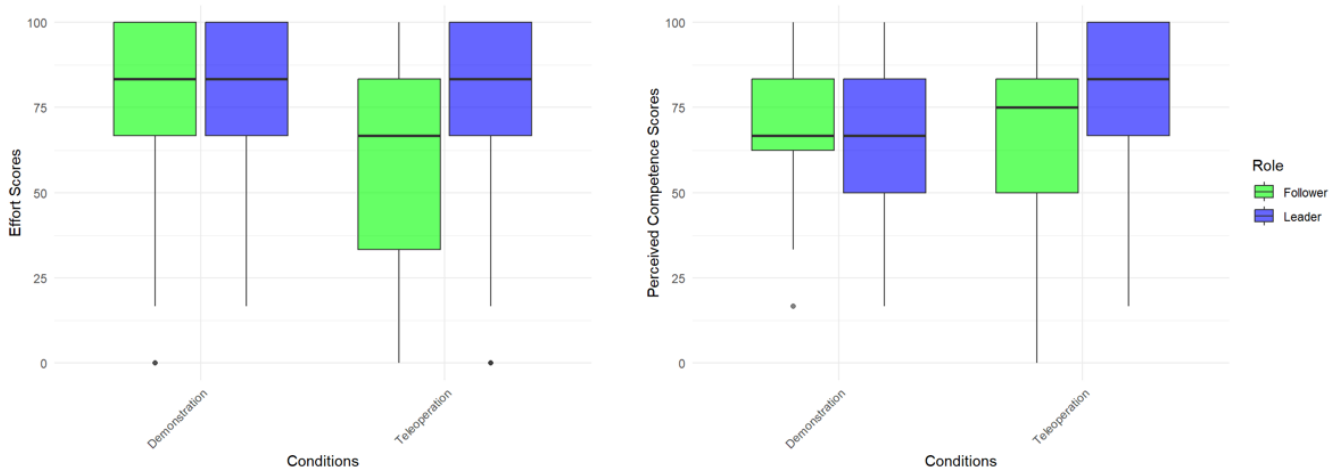 Effort Scores
100
75
50
25
0
Demonstration
Teleoperation
Conditions
Perceived Competence Scores
100
75
50
25
0
Demonstration
Teleoperation
Conditions
Role
Follower
Leader